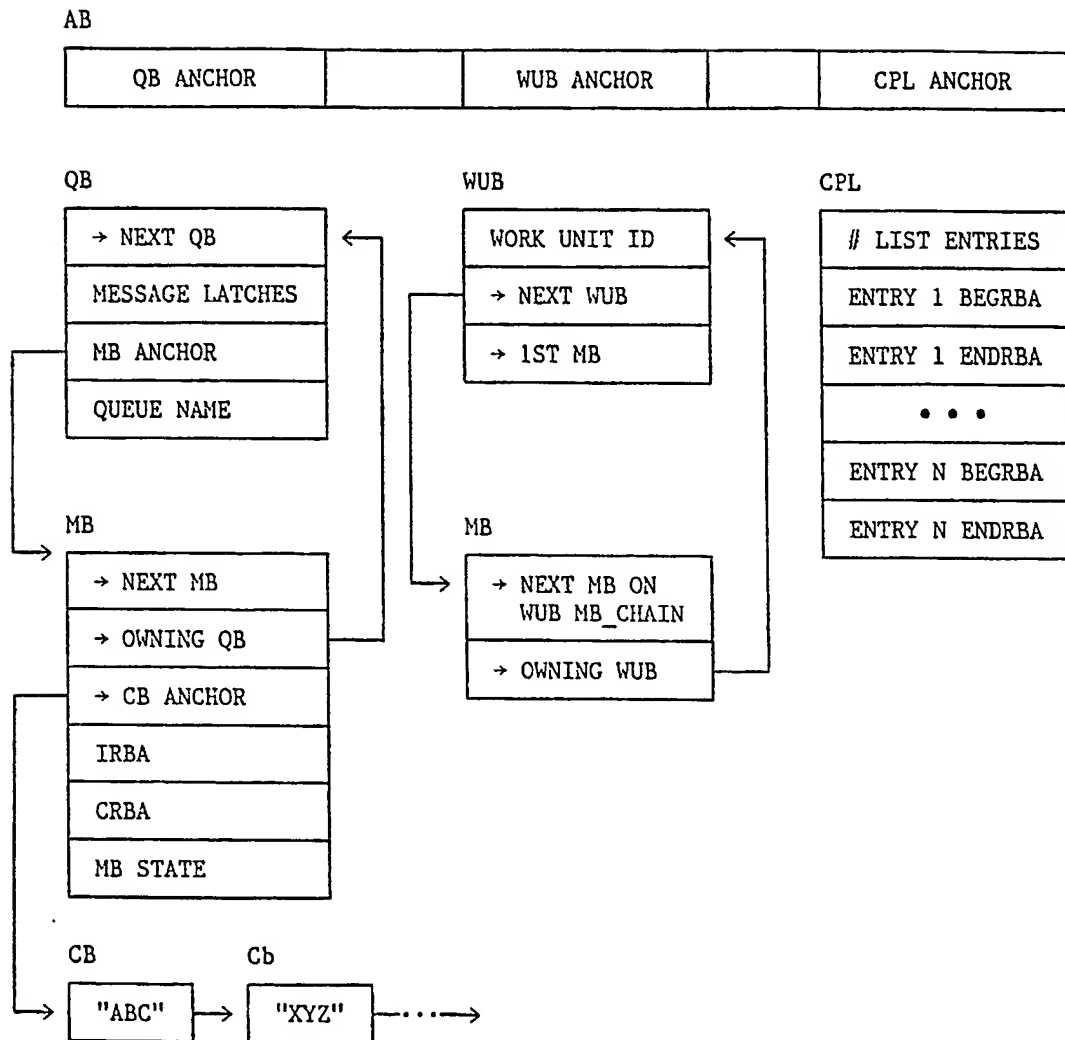 AB
QB ANCHOR
WUB ANCHOR
CPL ANCHOR
QB
→ NEXT QB
MESSAGE LATCHES
MB ANCHOR
QUEUE NAME
WUB
WORK UNIT ID
→ NEXT WUB
→ 1ST MB
CPL
# LIST ENTRIES
ENTRY 1 BEGRBA
ENTRY 1 ENDRBA
• • •
ENTRY N BEGRBA
ENTRY N ENDRBA
MB
→ NEXT MB
→ OWNING QB
→ CB ANCHOR
IRBA
CRBA
MB STATE
MB
→ NEXT MB ON
WUB MB_CHAIN
→ OWNING WUB
CB
"ABC"
Cb
"XYZ"